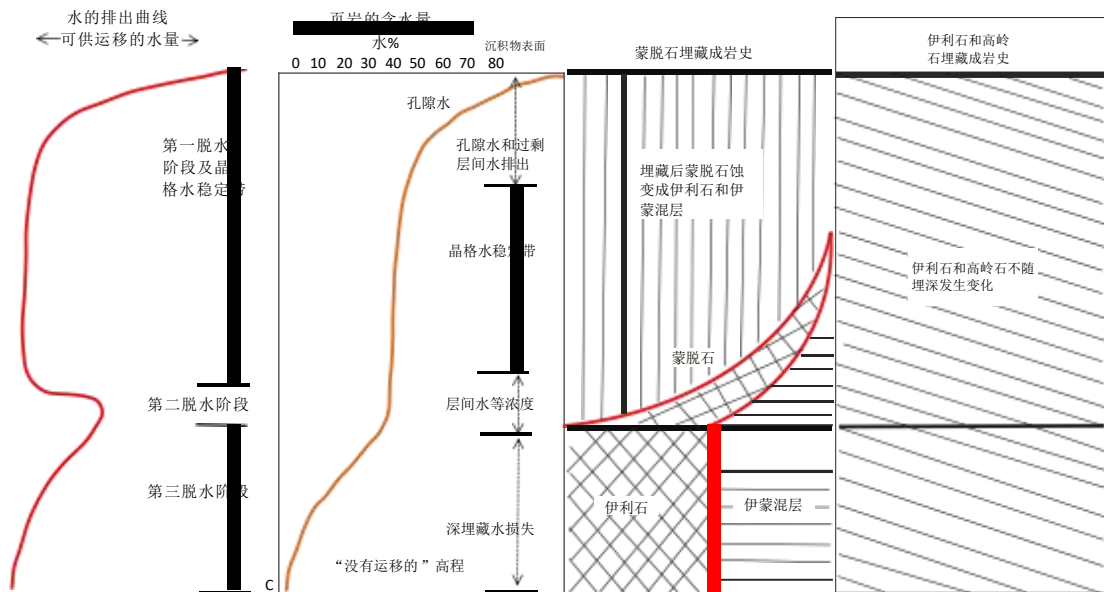 水的排出曲线
可供运移的水量
页岩的含水量
水%
沉积物表面
0 10 20 30 40 50 60 70 80
蒙脱石埋藏成岩史
伊利石和高岭
石埋藏成岩史
孔隙水
第一脱水
阶段及晶
格水稳定带
孔隙水和过剩
层间水排出
埋藏后蒙脱石蚀
变成伊利石和伊
蒙混层
晶格水稳定带
伊利石和高岭石不随
埋深发生变化
蒙脱石
第二脱水阶段
层间水等浓度
第三脱水阶段
伊利石
伊蒙混层
深埋藏水损失
“没有运移的”高程
C